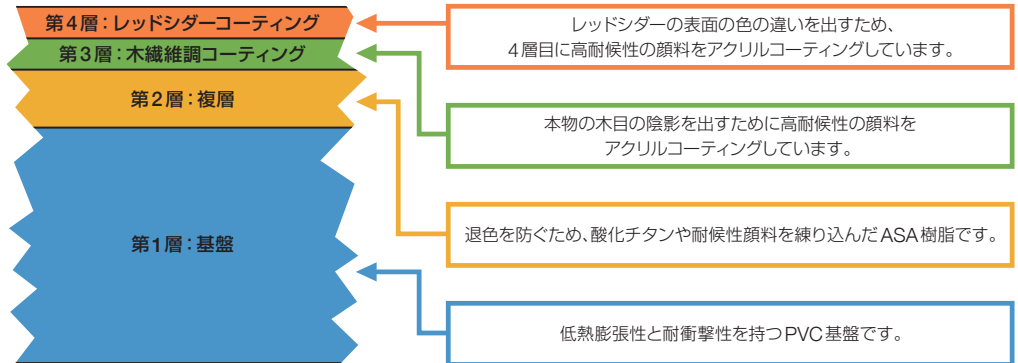 第4層：レッドシダーコーティング
第3層：木繊維調コーティング
第2層：複層
第1層：基盤
レッドシダーの表面の色の違いを出すため、
4層目に高耐候性の顔料をアクリルコーティングしています。
本物の木目の陰影を出すために高耐候性の顔料を
アクリルコーティングしています。
退色を防ぐため、酸化チタンや耐候性顔料を練り込んだASA樹脂です。
低熱膨張性と耐衝撃性を持つPVC基盤です。